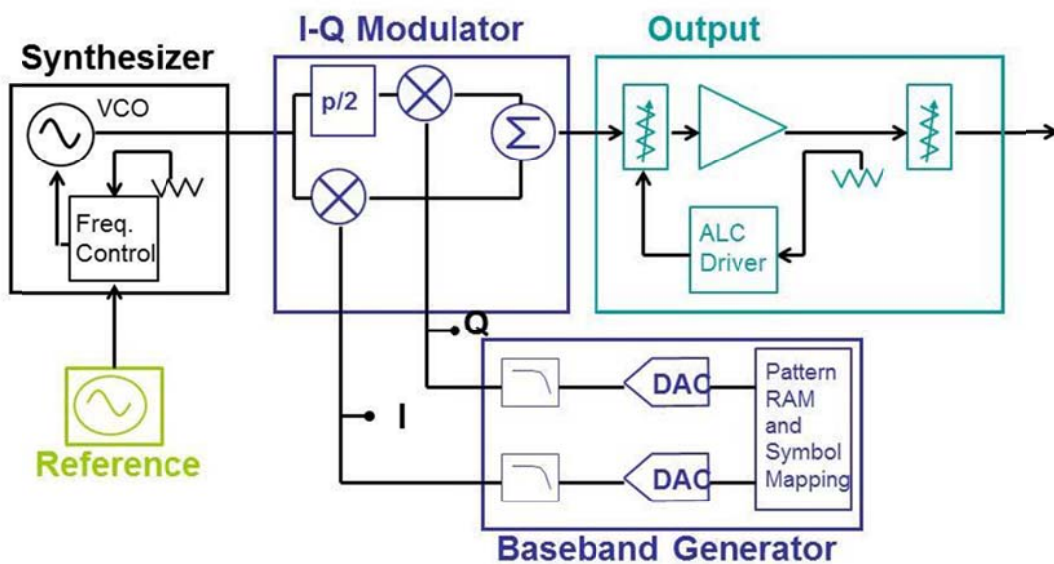 I-Q Modulator
Output
Synthesizer
VCO
p/2
Σ
Freq.
Control
ALC
Driver
Q
I
Reference
DAC
DAC
Pattern
RAM
and
Symbol
Mapping
Baseband Generator